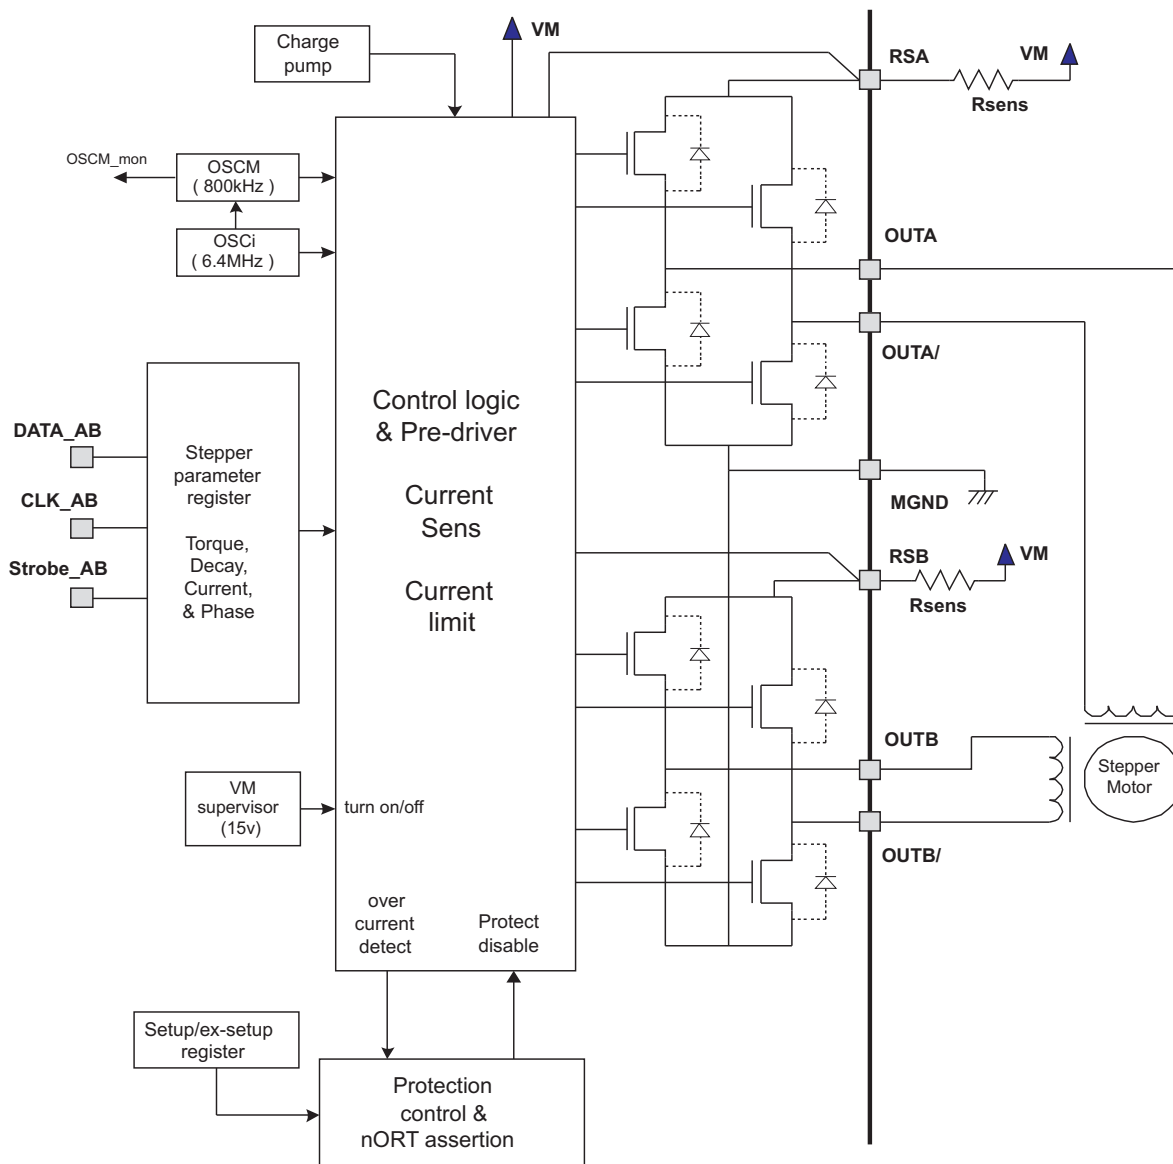 Charge
pump
VM
RSA
VM
Rsens
OSCM_mon
OSCM
( 800kHz )
OSCi
( 6.4MHz )
OUTA
OUTA/
Control logic
& Pre-driver
Current
Sens
Current
limit
DATA_AB
CLK_AB
Strobe_AB
Stepper
parameter
register
Torque,
Decay,
Current,
& Phase
MGND
RSB
VM
Rsens
OUTB
OUTB/
Stepper
Motor
VM
supervisor
(15v)
turn on/off
over
current
detect
Protect
disable
Setup/ex-setup
register
Protection
control &
nORT assertion